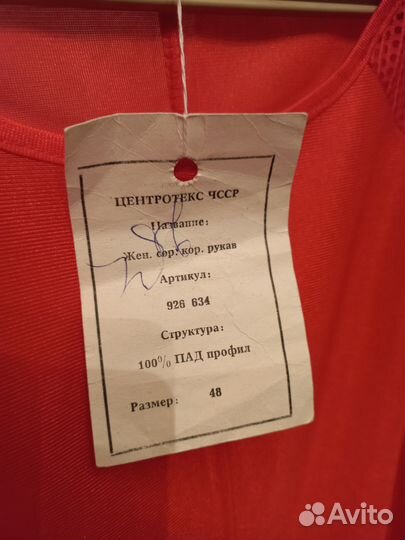 ЦЕНТРОТЕКС ЧССР
Название:
Жен. сор. кор. рукав
Артикул:
926 634
Структура:
100% ПАД профил
Размер: 48
Avito